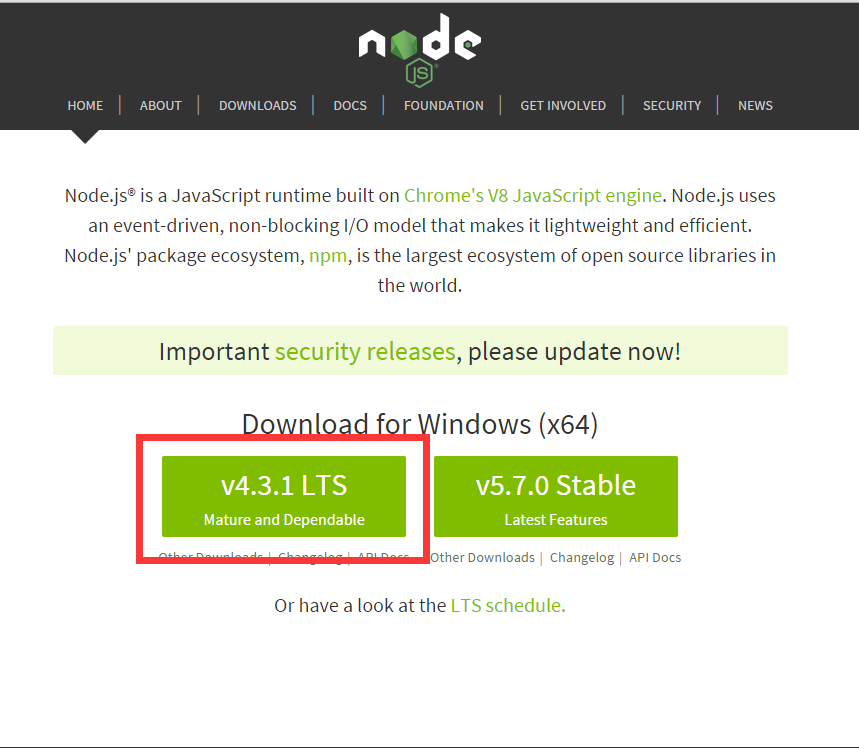 node
JS
HOME | ABOUT | DOWNLOADS | DOCS | FOUNDATION | GET INVOLVED | SECURITY | NEWS
Node.js® is a JavaScript runtime built on Chrome's V8 JavaScript engine. Node.js uses
an event-driven, non-blocking I/O model that makes it lightweight and efficient.
Node.js' package ecosystem, npm, is the largest ecosystem of open source libraries in
the world.
Important security releases, please update now!
Download for Windows (x64)
v4.3.1 LTS
Mature and Dependable
Other Downloads | Changelog | API Docs
v5.7.0 Stable
Latest Features
Other Downloads | Changelog | API Docs
Or have a look at the LTS schedule.